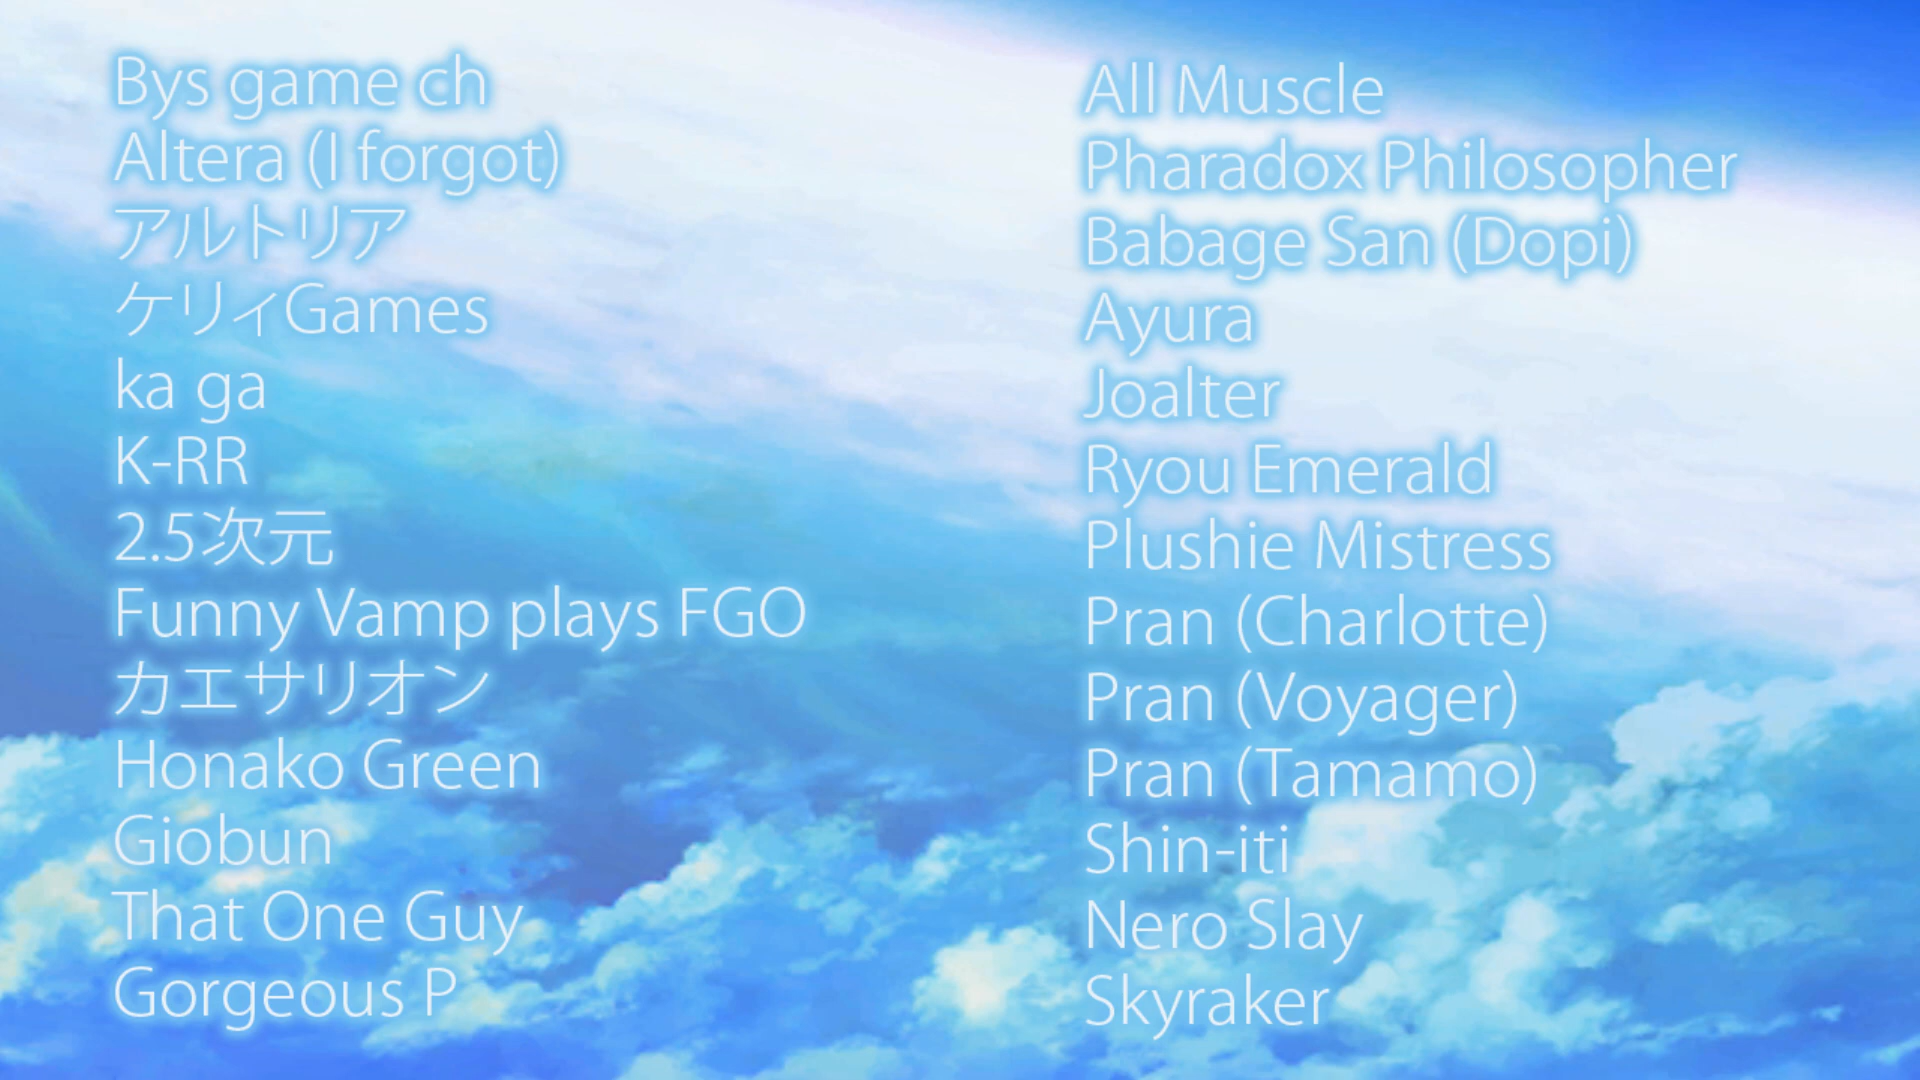 Bys game ch
Altera (I forgot)
アルトリア
ケリィGames
ka ga
K-RR
2.5次元
Funny Vamp plays FGO
カエサリオン
Honako Green
Giobun
That One Guy
Gorgeous P
All Muscle
Pharadox Philosopher
Babage San (Dopi)
Ayura
Joalter
Ryou Emerald
Plushie Mistress
Pran (Charlotte)
Pran (Voyager)
Pran (Tamamo)
Shin-iti
Nero Slay
Skyraker